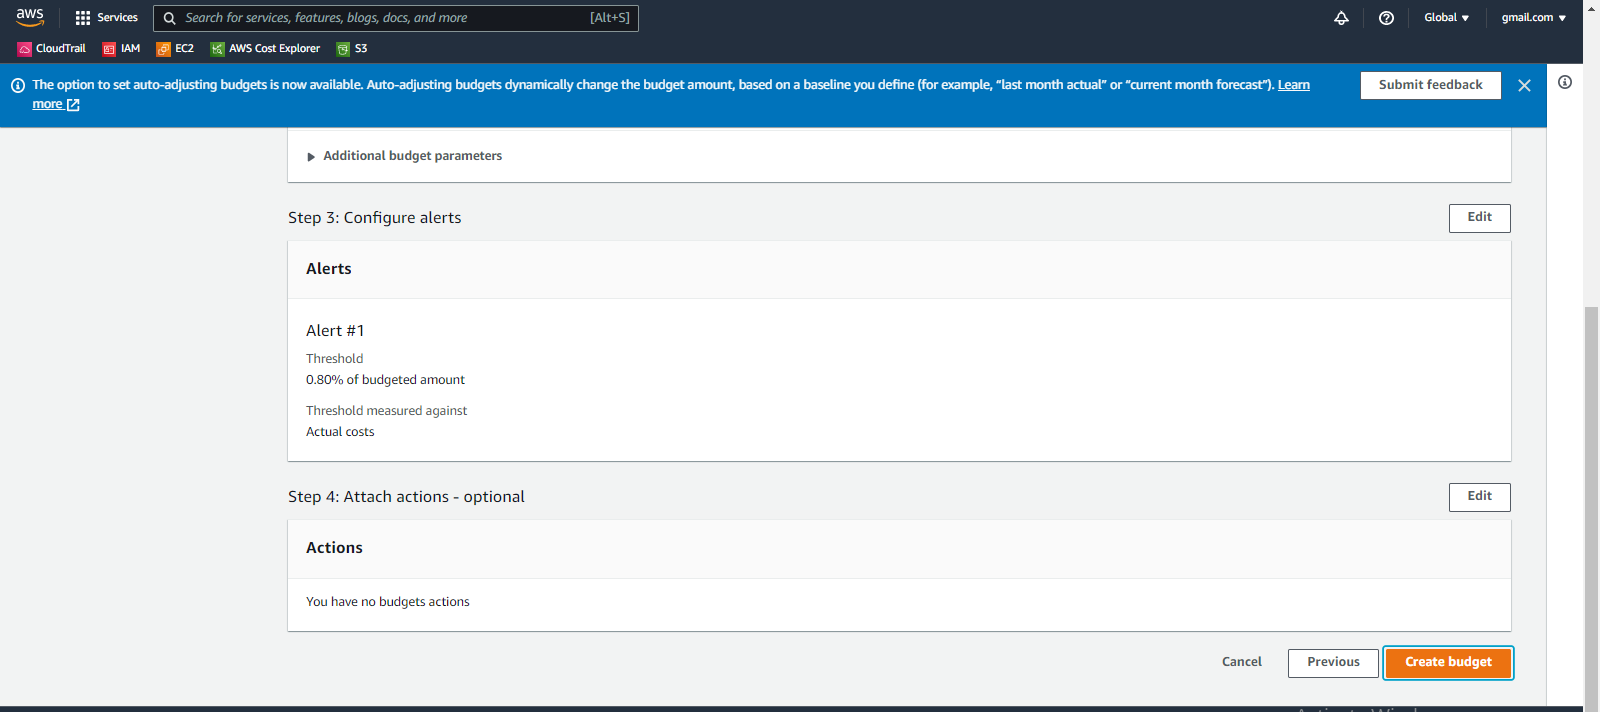 aws
Services
Search for services, features, blogs, docs, and more
[Alt+S]
Global
gmail.com
CloudTrail
IAM
EC2
AWS Cost Explorer
S3
The option to set auto-adjusting budgets is now available. Auto-adjusting budgets dynamically change the budget amount, based on a baseline you define (for example, “last month actual” or “current month forecast”). Learn
more
Submit feedback
Additional budget parameters
Step 3: Configure alerts
Edit
Alerts
Alert #1
Threshold
0.80% of budgeted amount
Threshold measured against
Actual costs
Step 4: Attach actions - optional
Edit
Actions
You have no budgets actions
Cancel
Previous
Create budget